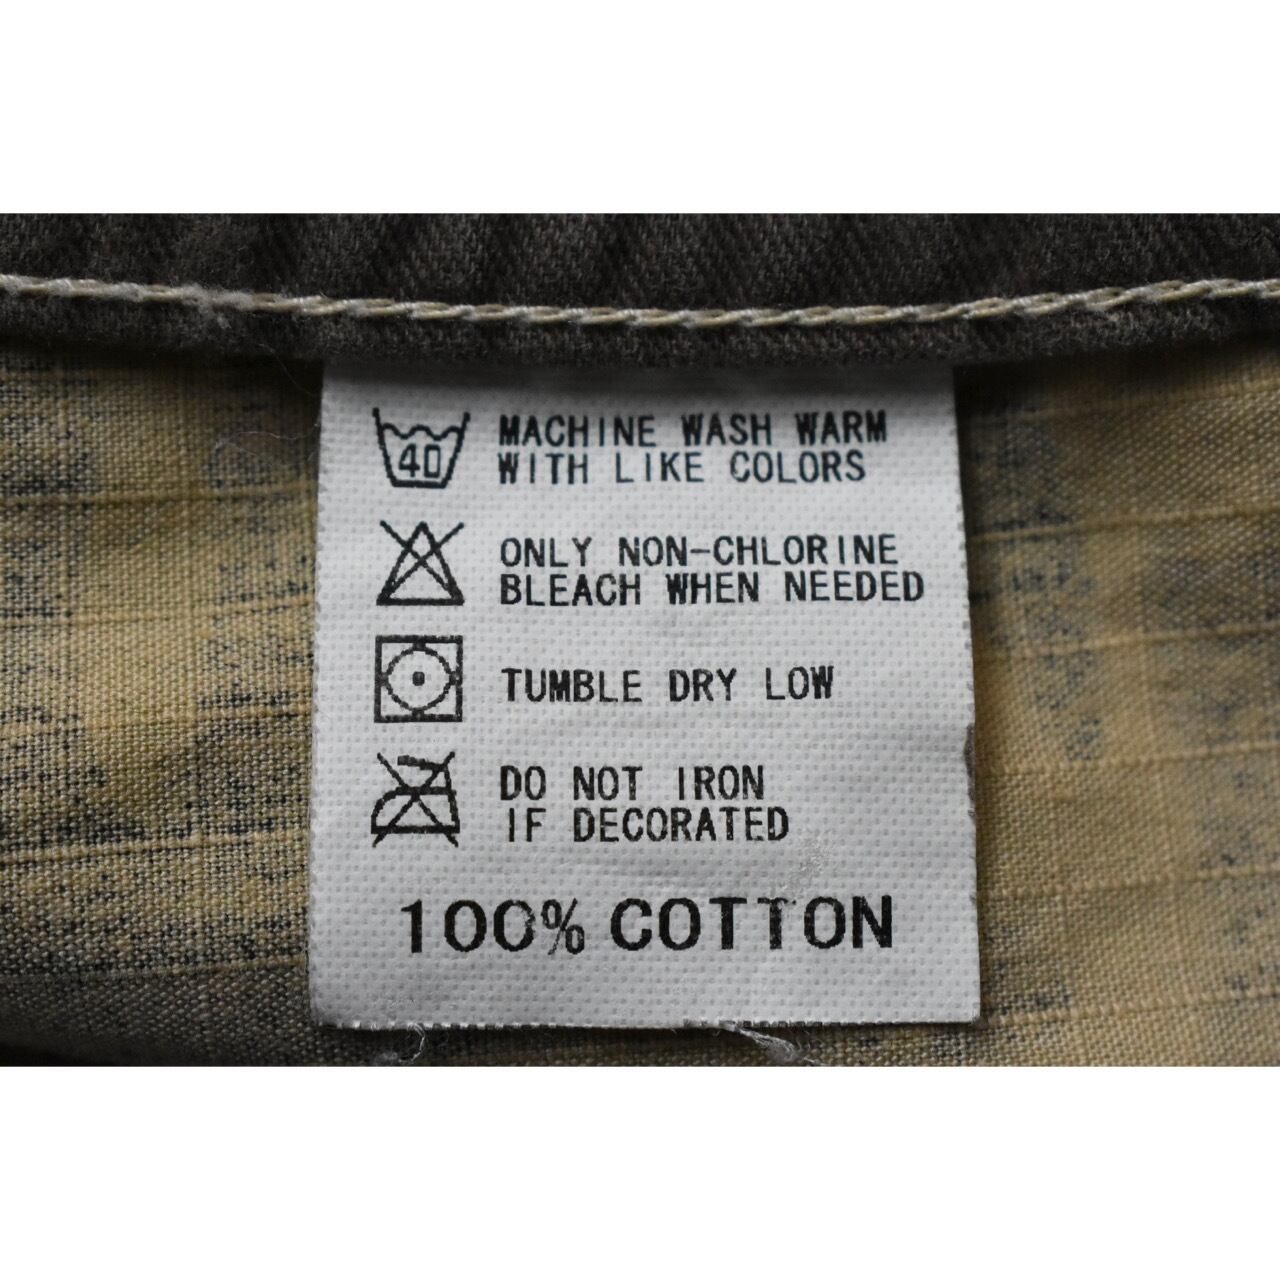 40 MACHINE WASH WARM
WITH LIKE COLORS
ONLY NON-CHLORINE
BLEACH WHEN NEEDED
TUMBLE DRY LOW
DO NOT IRON
IF DECORATED
100% COTTON